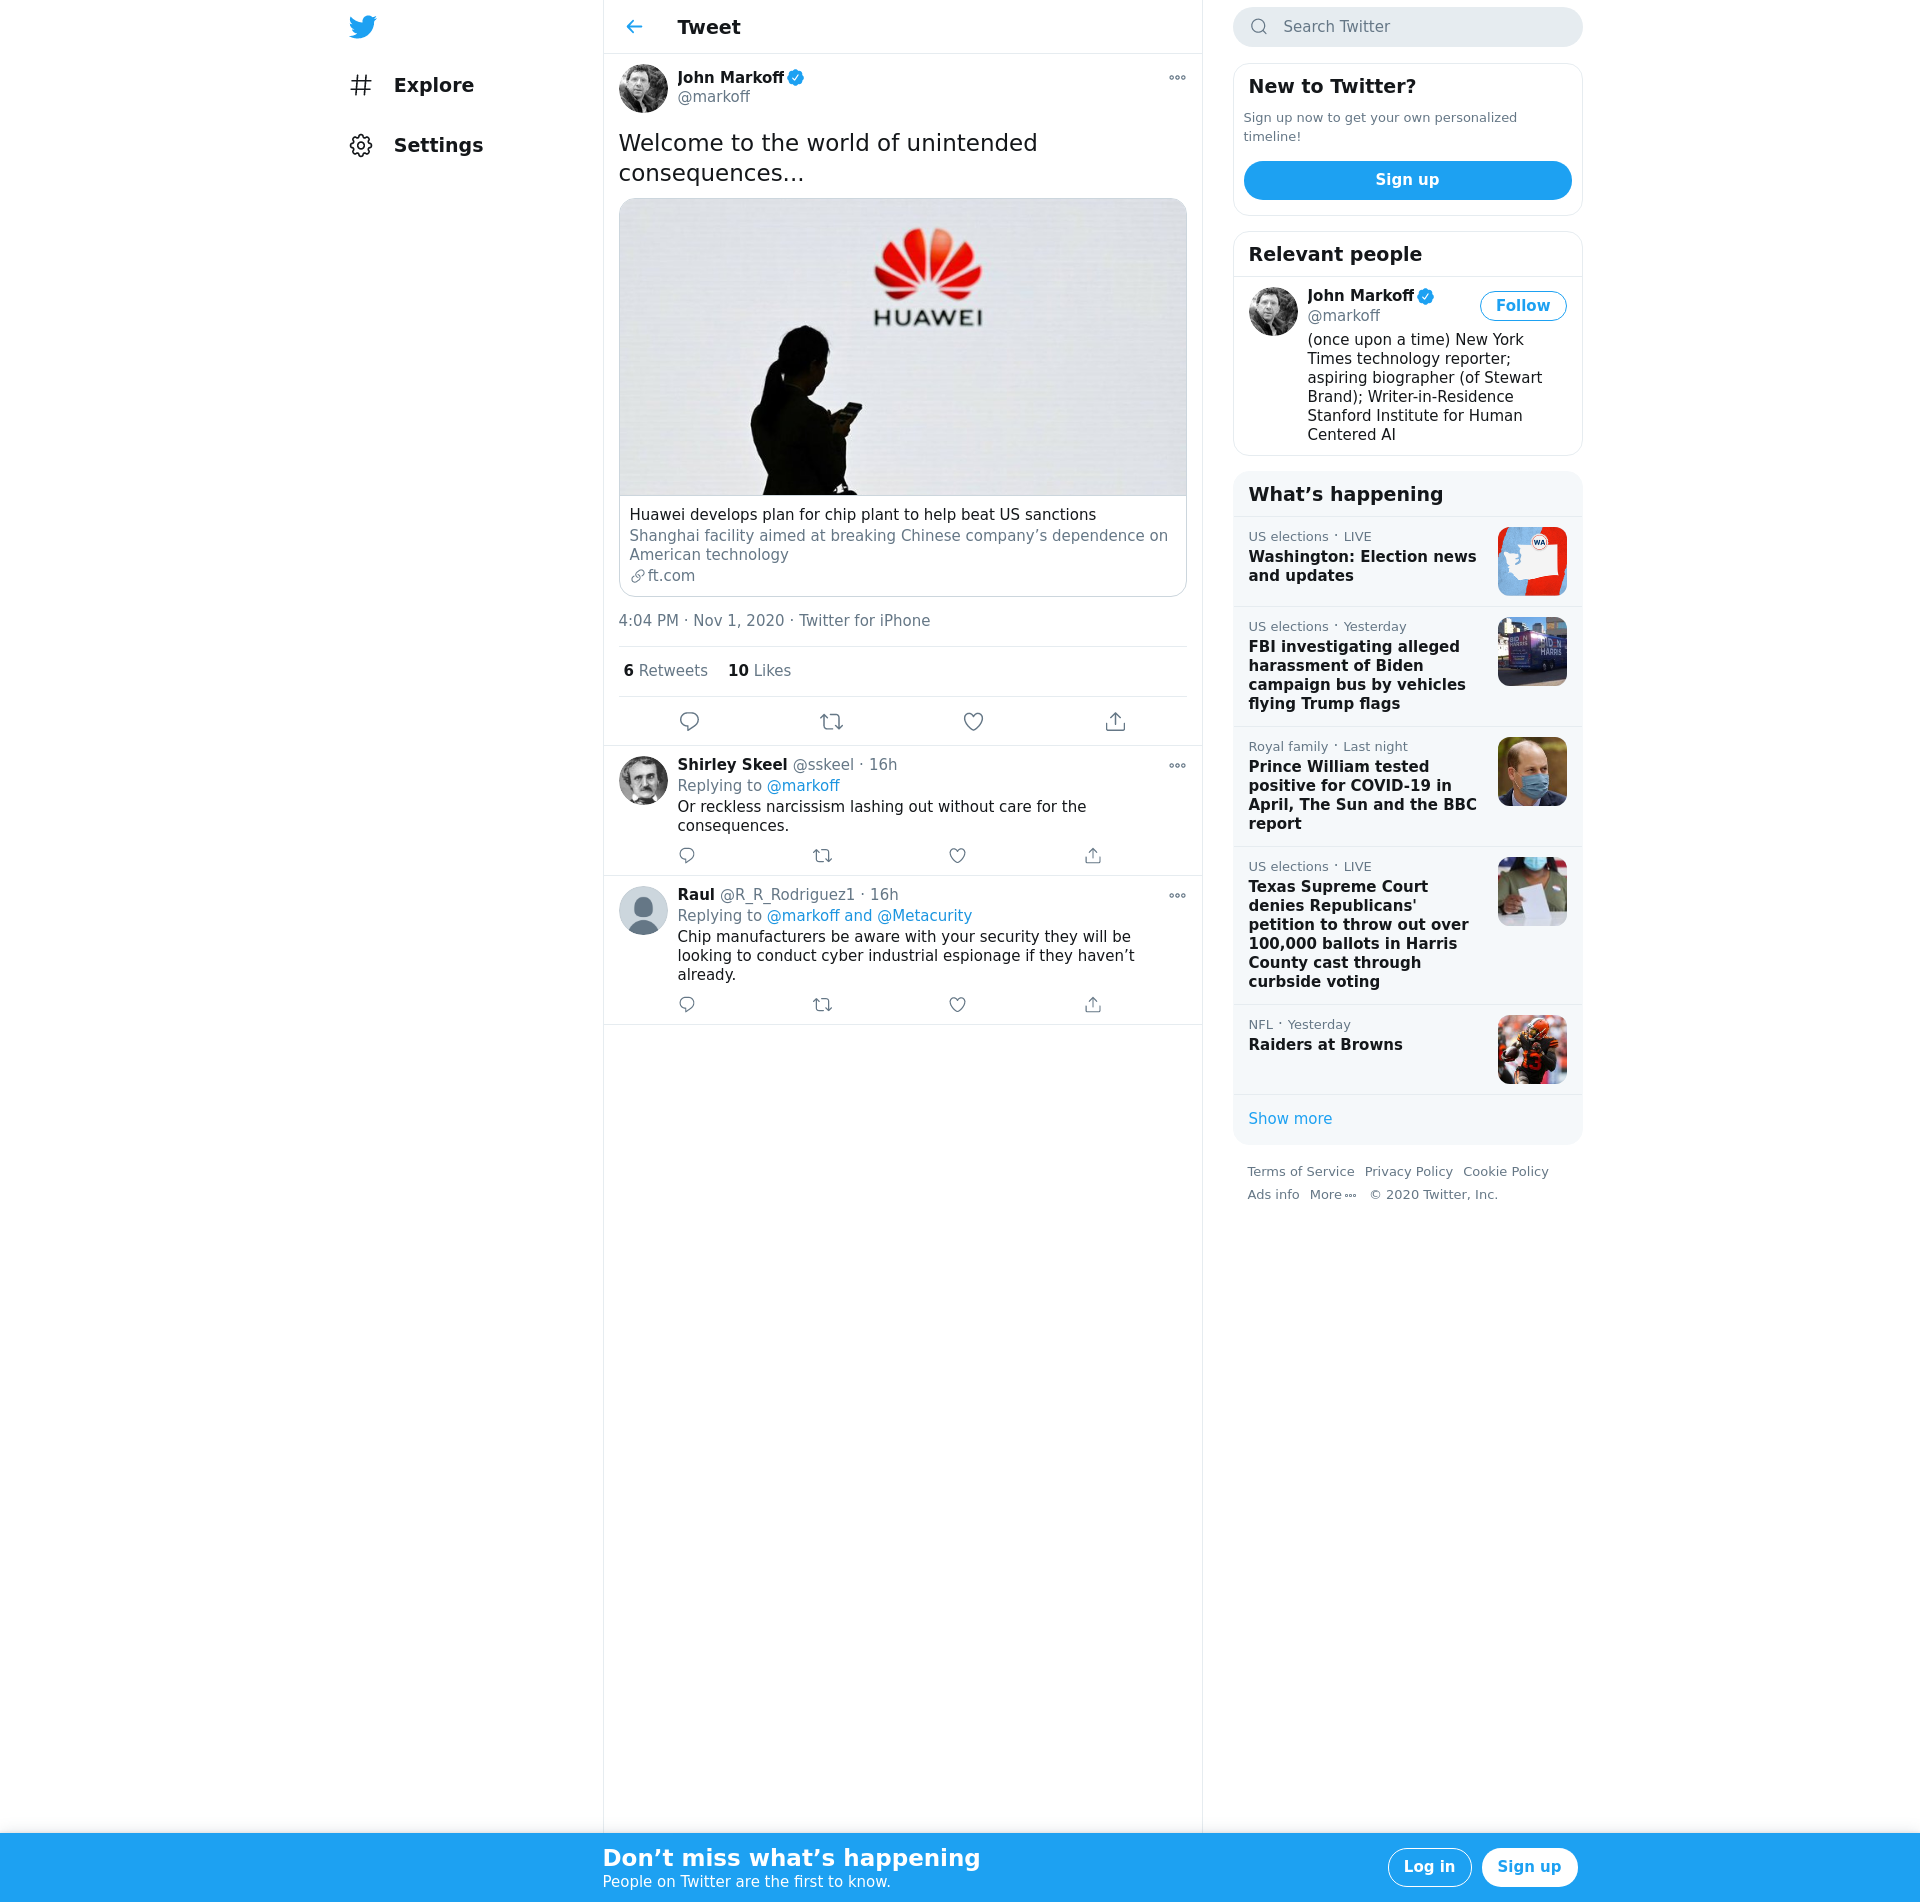 Explore
Settings
Tweet
John Markoff
@markoff
Welcome to the world of unintended
consequences...
HUAWEI
Huawei develops plan for chip plant to help beat US sanctions
Shanghai facility aimed at breaking Chinese company’s dependence on
American technology
ft.com
4:04 PM · Nov 1, 2020 · Twitter for iPhone
6 Retweets 10 Likes
Shirley Skeel @sskeel · 16h
Replying to @markoff
Or reckless narcissism lashing out without care for the
consequences.
Raul @R_R_Rodriguez1 · 16h
Replying to @markoff and @Metacurity
Chip manufacturers be aware with your security they will be
looking to conduct cyber industrial espionage if they haven’t
already.
Search Twitter
New to Twitter?
Sign up now to get your own personalized
timeline!
Sign up
Relevant people
John Markoff
@markoff
Follow
(once upon a time) New York
Times technology reporter;
aspiring biographer (of Stewart
Brand); Writer-in-Residence
Stanford Institute for Human
Centered AI
What’s happening
US elections · LIVE
Washington: Election news
and updates
WA
US elections · Yesterday
FBI investigating alleged
harassment of Biden
campaign bus by vehicles
flying Trump flags
HARRIS
Royal family · Last night
Prince William tested
positive for COVID-19 in
April, The Sun and the BBC
report
US elections · LIVE
Texas Supreme Court
denies Republicans'
petition to throw out over
100,000 ballots in Harris
County cast through
curbside voting
NFL · Yesterday
Raiders at Browns
13
Show more
Terms of Service Privacy Policy Cookie Policy
Ads info More © 2020 Twitter, Inc.
Don’t miss what’s happening
People on Twitter are the first to know.
Log in
Sign up